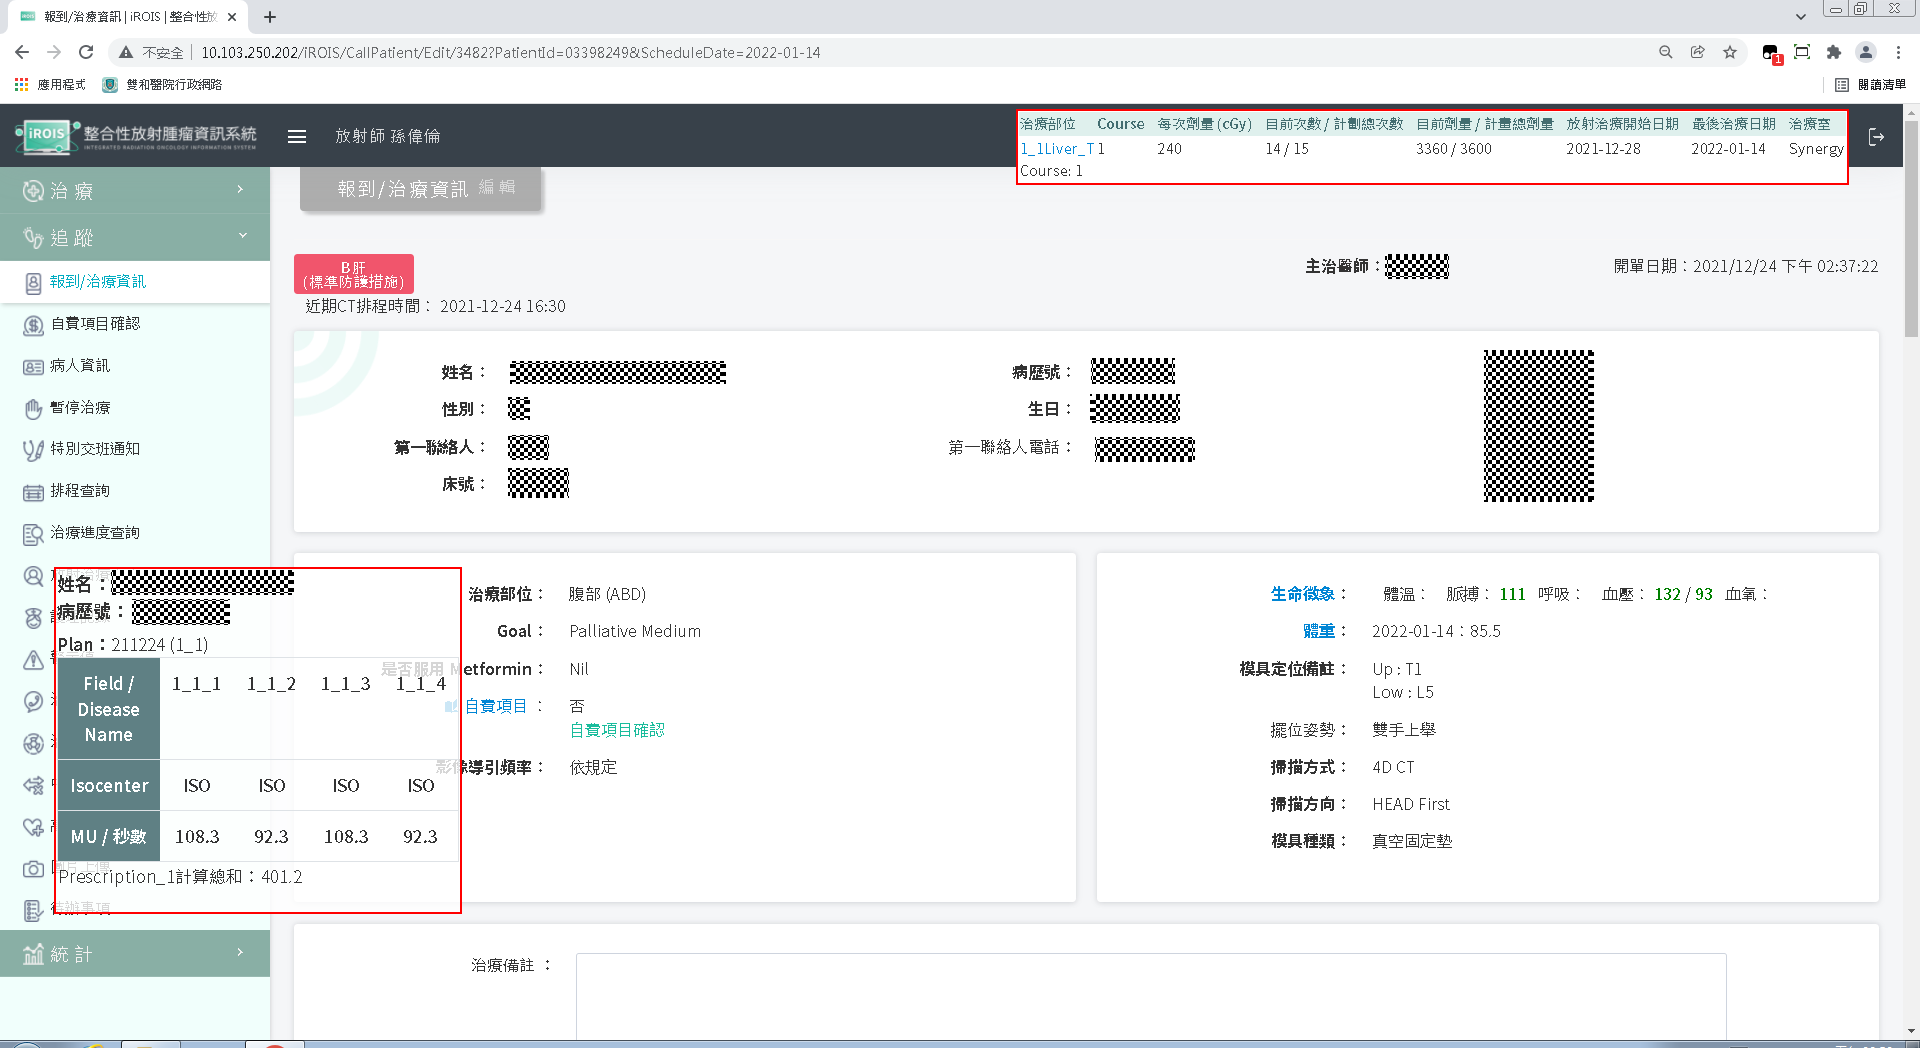 報到/治療資訊 | iROIS | 整合性放
不安全 10.103.250.202/iROIS/CallPatient/Edit/3482?PatientId=03398249&ScheduleDate=2022-01-14
1
應用程式 雙和醫院行政網路 閱讀清單
iROIS 整合性放射腫瘤資訊系統
INTEGRATED RADIATION ONCOLOGY INFORMATION SYSTEM
放射師 孫偉倫
治療部位 Course 每次劑量 (cGy) 目前次數 / 計劃總次數 目前劑量 / 計畫總劑量 放射治療開始日期 最後治療日期 治療室
1_1Liver_T 1 240 14 / 15 3360 / 3600 2021-12-28 2022-01-14 Synergy
Course: 1
治療
追蹤
報到/治療資訊
自費項目確認
病人資訊
暫停治療
特別交班通知
排程查詢
治療進度查詢
圖片上傳
待辦事項
統計
報到/治療資訊 編輯
B肝
(標準防護措施)
主治醫師：
開單日期：2021/12/24 下午 02:37:22
近期CT排程時間： 2021-12-24 16:30
姓名：
病歷號：
性別：
生日：
第一聯絡人：
第一聯絡人電話：
床號：
姓名：
病歷號：
Plan：211224 (1_1)
Field / Disease Name 1_1_1 1_1_2 1_1_3 1_1_4
Isocenter ISO ISO ISO ISO
MU / 秒數 108.3 92.3 108.3 92.3
Prescription_1計算總和：401.2
治療部位： 腹部 (ABD)
Goal： Palliative Medium
是否服用 Metformin： Nil
自費項目： 否
自費項目確認
影像導引頻率： 依規定
生命徵象： 體溫： 脈搏： 111 呼吸： 血壓： 132 / 93 血氧：
體重： 2022-01-14：85.5
模具定位備註： Up : T1
Low : L5
擺位姿勢： 雙手上舉
掃描方式： 4D CT
掃描方向： HEAD First
模具種類： 真空固定墊
治療備註：